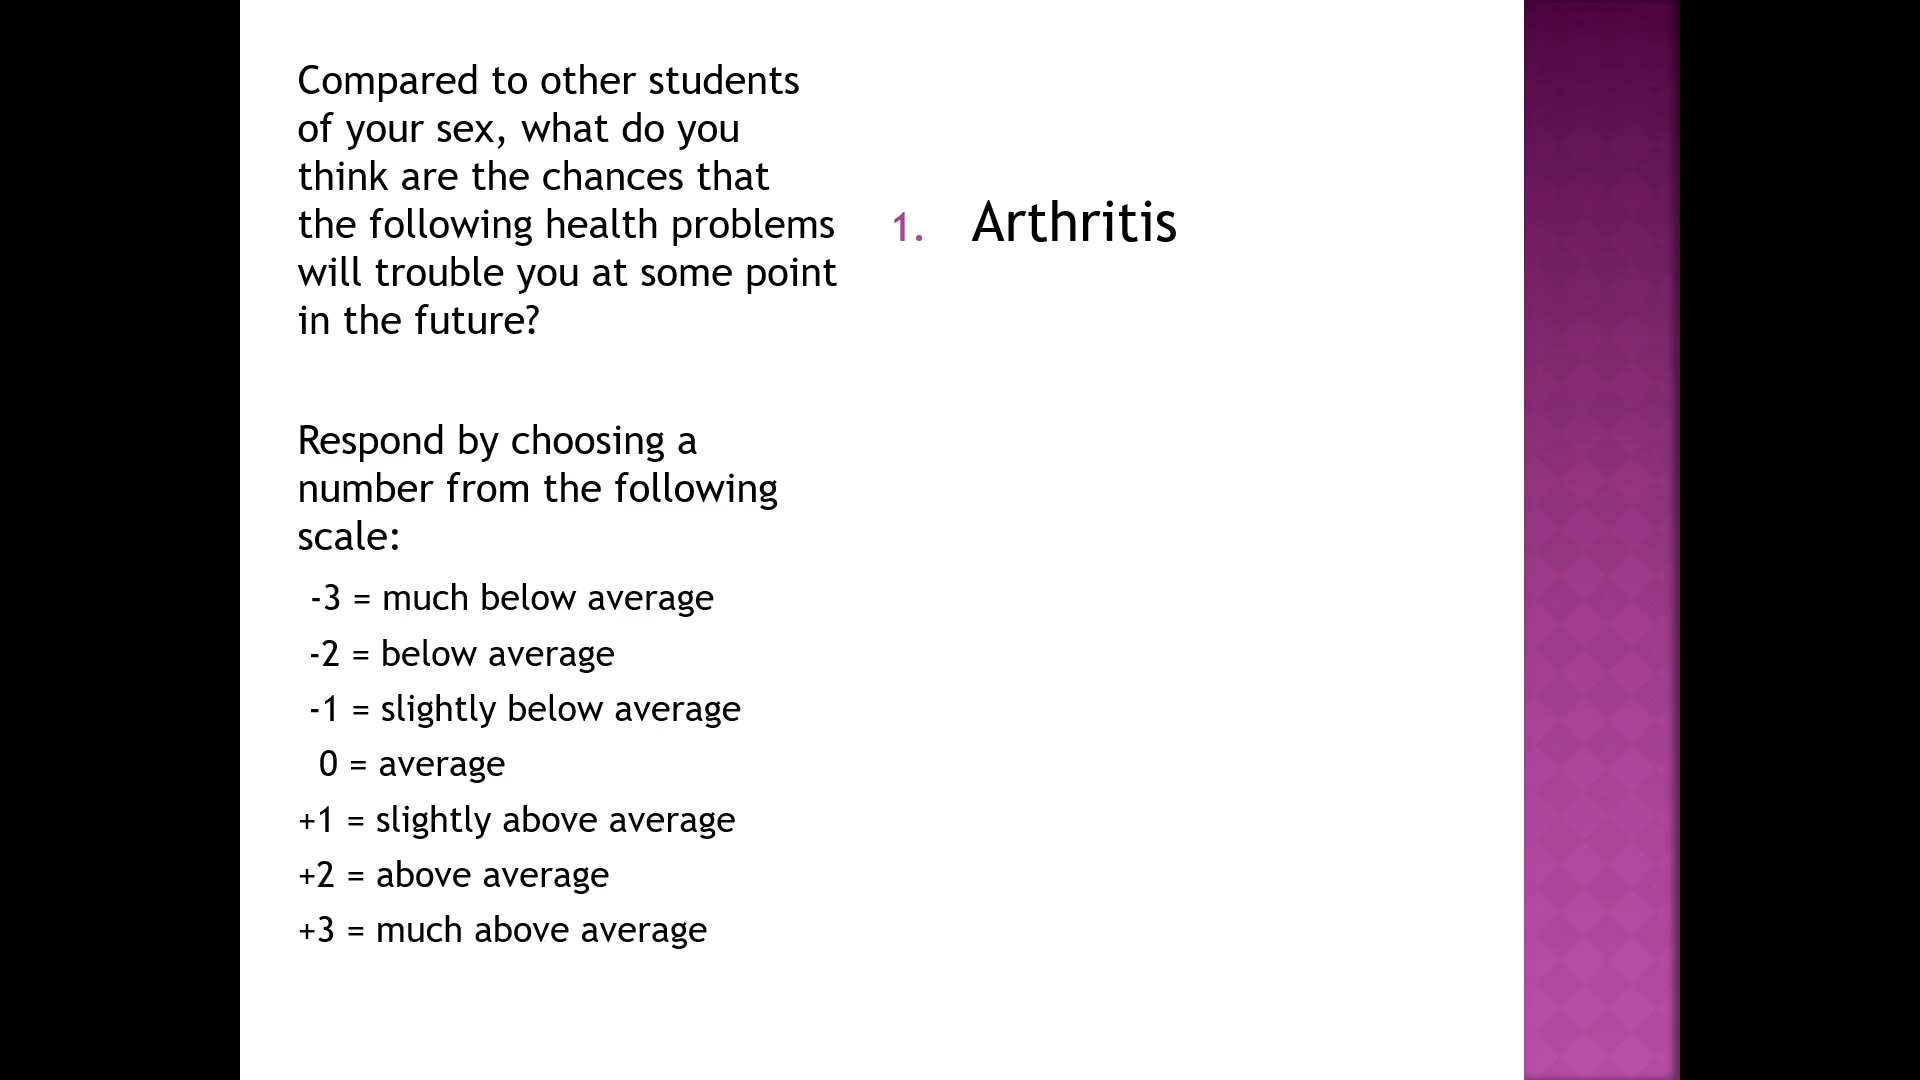 Compared to other students
of your sex, what do you
think are the chances that
the following health problems
will trouble you at some point
in the future?
Respond by choosing a
number from the following
scale:
-3 = much below average
-2 = below average
-1 = slightly below average
0 = average
+1 = slightly above average
+2 = above average
+3 = much above average
1. Arthritis